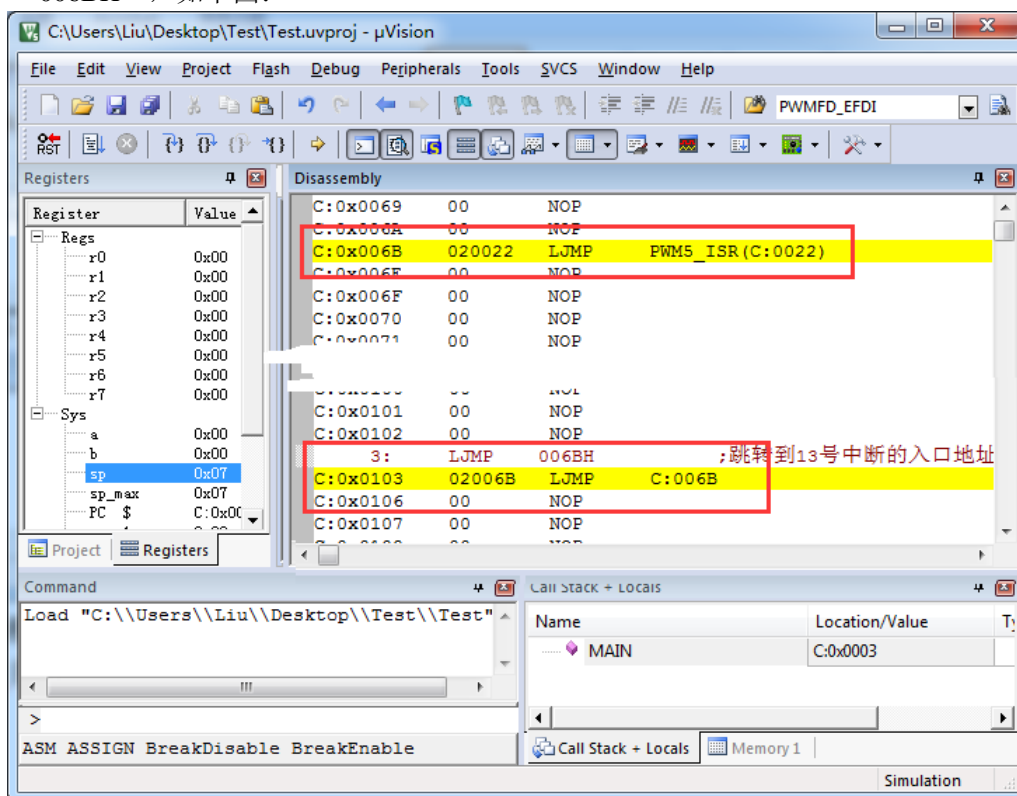 C:\Users\Liu\Desktop\Test\Test.uvproj - µVision
File Edit View Project Flash Debug Peripherals Tools SVCS Window Help
PWMFD_EFDI
RST
Registers
Disassembly
Register Value
Regs
r0 0x00
r1 0x00
r2 0x00
r3 0x00
r4 0x00
r5 0x00
r6 0x00
r7 0x00
Sys
a 0x00
b 0x00
sp 0x07
sp_max 0x07
PC $ C:0x00
Project Registers
C:0x0069 00 NOP
C:0x006A 00 NOP
C:0x006B 020022 LJMP PWM5_ISR(C:0022)
C:0x006E 00 NOP
C:0x006F 00 NOP
C:0x0070 00 NOP
C:0x0071 00 NOP
C:0x0101 00 NOP
C:0x0102 00 NOP
3: LJMP 006BH ;跳转到13号中断的入口地址
C:0x0103 02006B LJMP C:006B
C:0x0106 00 NOP
C:0x0107 00 NOP
Command
Load "C:\\Users\\Liu\\Desktop\\Test\\Test"
>
ASM ASSIGN BreakDisable BreakEnable
Call Stack + Locals
Name Location/Value
MAIN C:0x0003
Call Stack + Locals Memory 1
Simulation